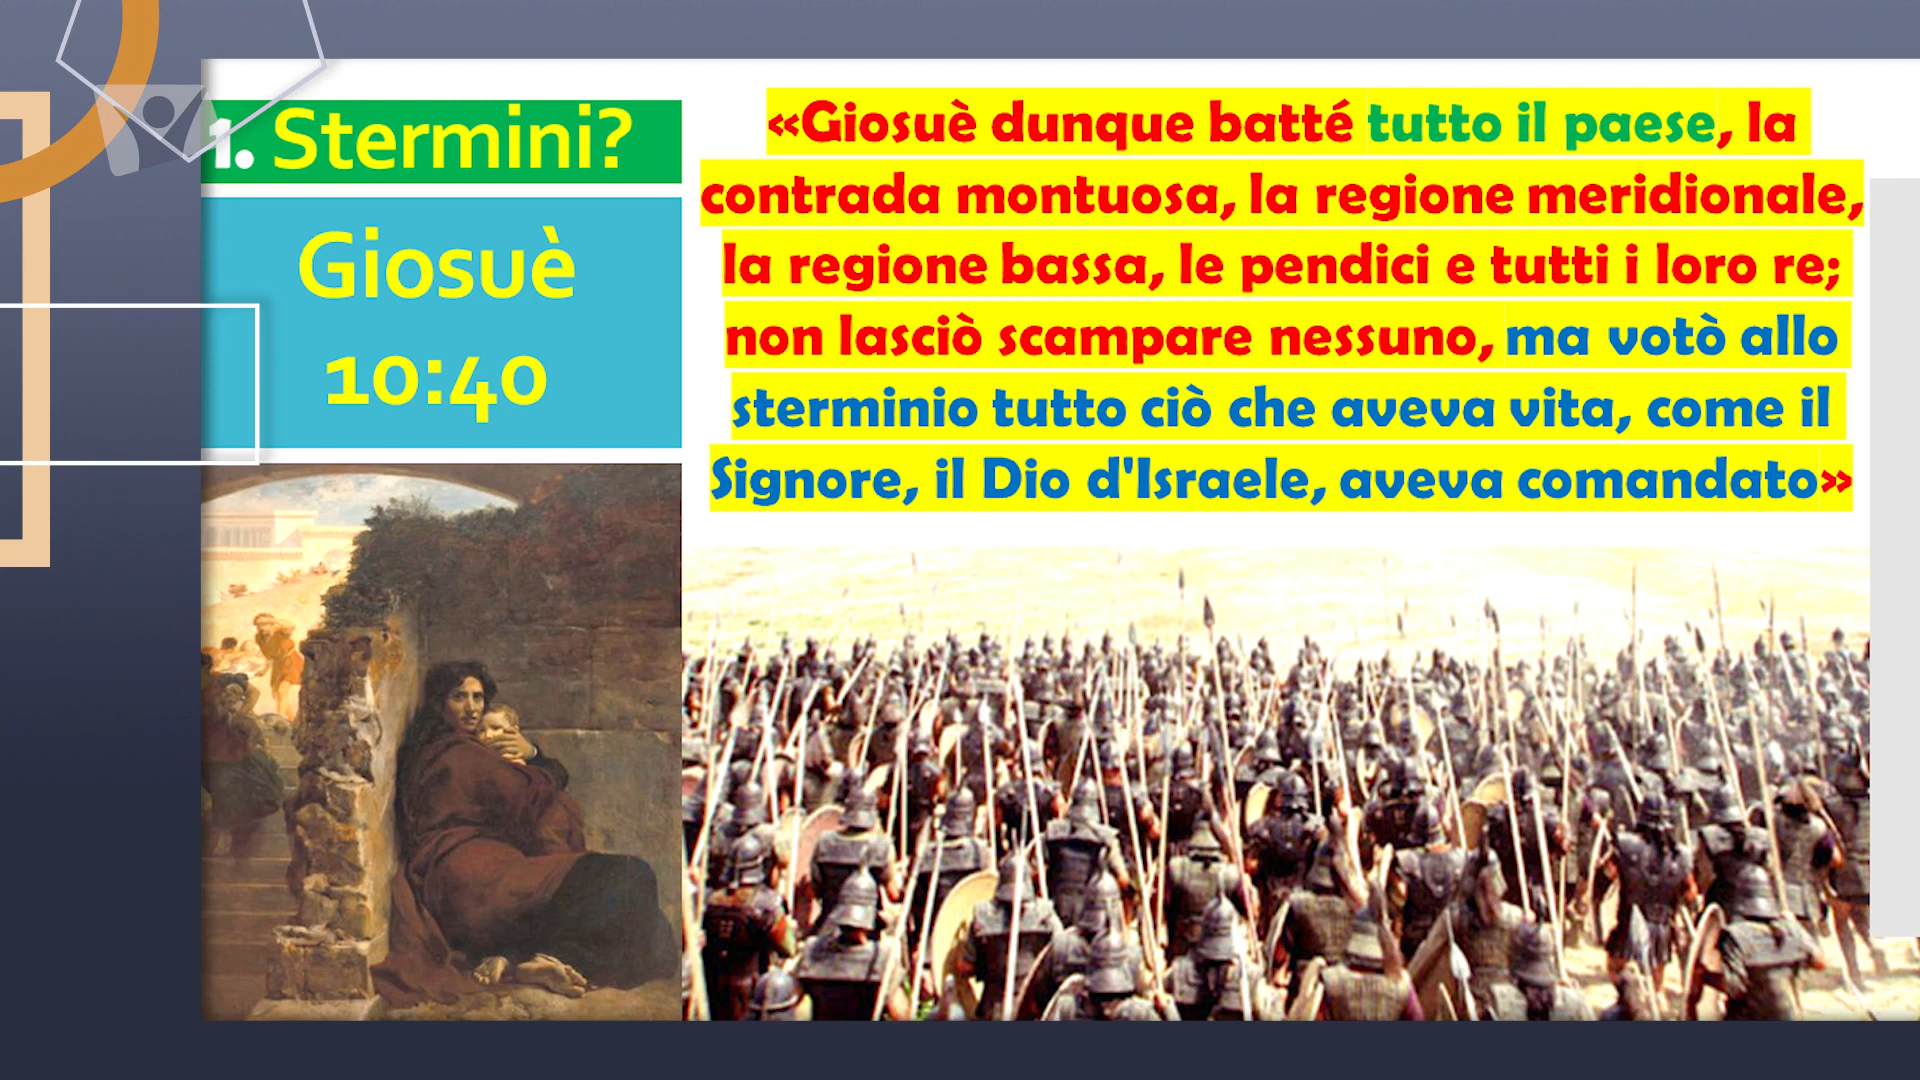 1. Stermini?
Giosuè
10:40
«Giosuè dunque batté tutto il paese, la
contrada montuosa, la regione meridionale,
la regione bassa, le pendici e tutti i loro re;
non lasciò scampare nessuno, ma votò allo
sterminio tutto ciò che aveva vita, come il
Signore, il Dio d'Israele, aveva comandato»